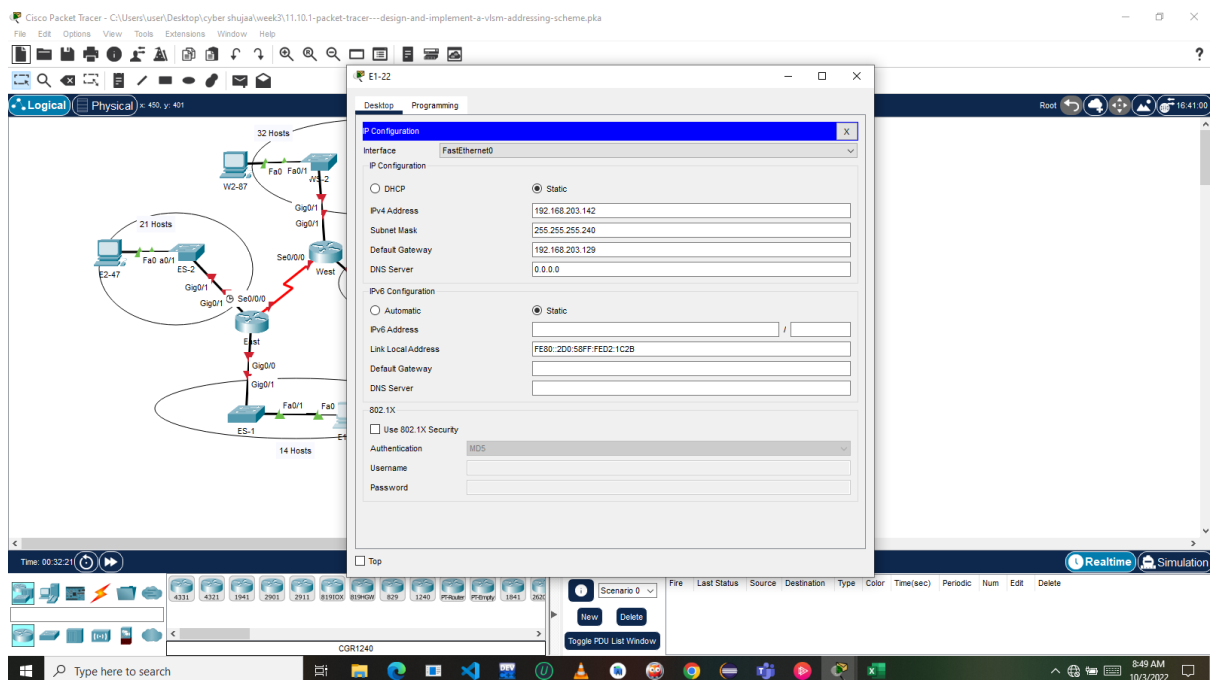 Cisco Packet Tracer - C:\Users\user\Desktop\cyber shujaa\week3\11.10.1-packet-tracer---design-and-implement-a-vlsm-addressing-scheme.pka
File Edit Options View Tools Extensions Window Help
?
Logical Physical x: 450, y: 401
Root 16:41:00
32 Hosts
Fa0 Fa0/1
W2-87
WS-2
Gig0/1
Gig0/1
21 Hosts
Se0/0/0
West
Fa0 a0/1
E2-47
ES-2
Gig0/1
Gig0/1
Se0/0/0
East
Gig0/0
Gig0/1
Fa0/1 Fa0
ES-1
E1
14 Hosts
E1-22
Desktop Programming
IP Configuration
X
Interface FastEthernet0
IP Configuration
DHCP Static
IPv4 Address 192.168.203.142
Subnet Mask 255.255.255.240
Default Gateway 192.168.203.129
DNS Server 0.0.0.0
IPv6 Configuration
Automatic Static
IPv6 Address /
Link Local Address FE80::2D0:58FF:FED2:1C2B
Default Gateway
DNS Server
802.1X
Use 802.1X Security
Authentication MD5
Username
Password
Top
Time: 00:32:21
Realtime Simulation
4331 4321 1941 2901 2911 819IOX 819HGW 829 1240 PT-Router PT-Empty 1841 2620
CGR1240
Scenario 0
New Delete
Toggle PDU List Window
Fire Last Status Source Destination Type Color Time(sec) Periodic Num Edit Delete
Type here to search
DEV
8:49 AM
10/3/2022